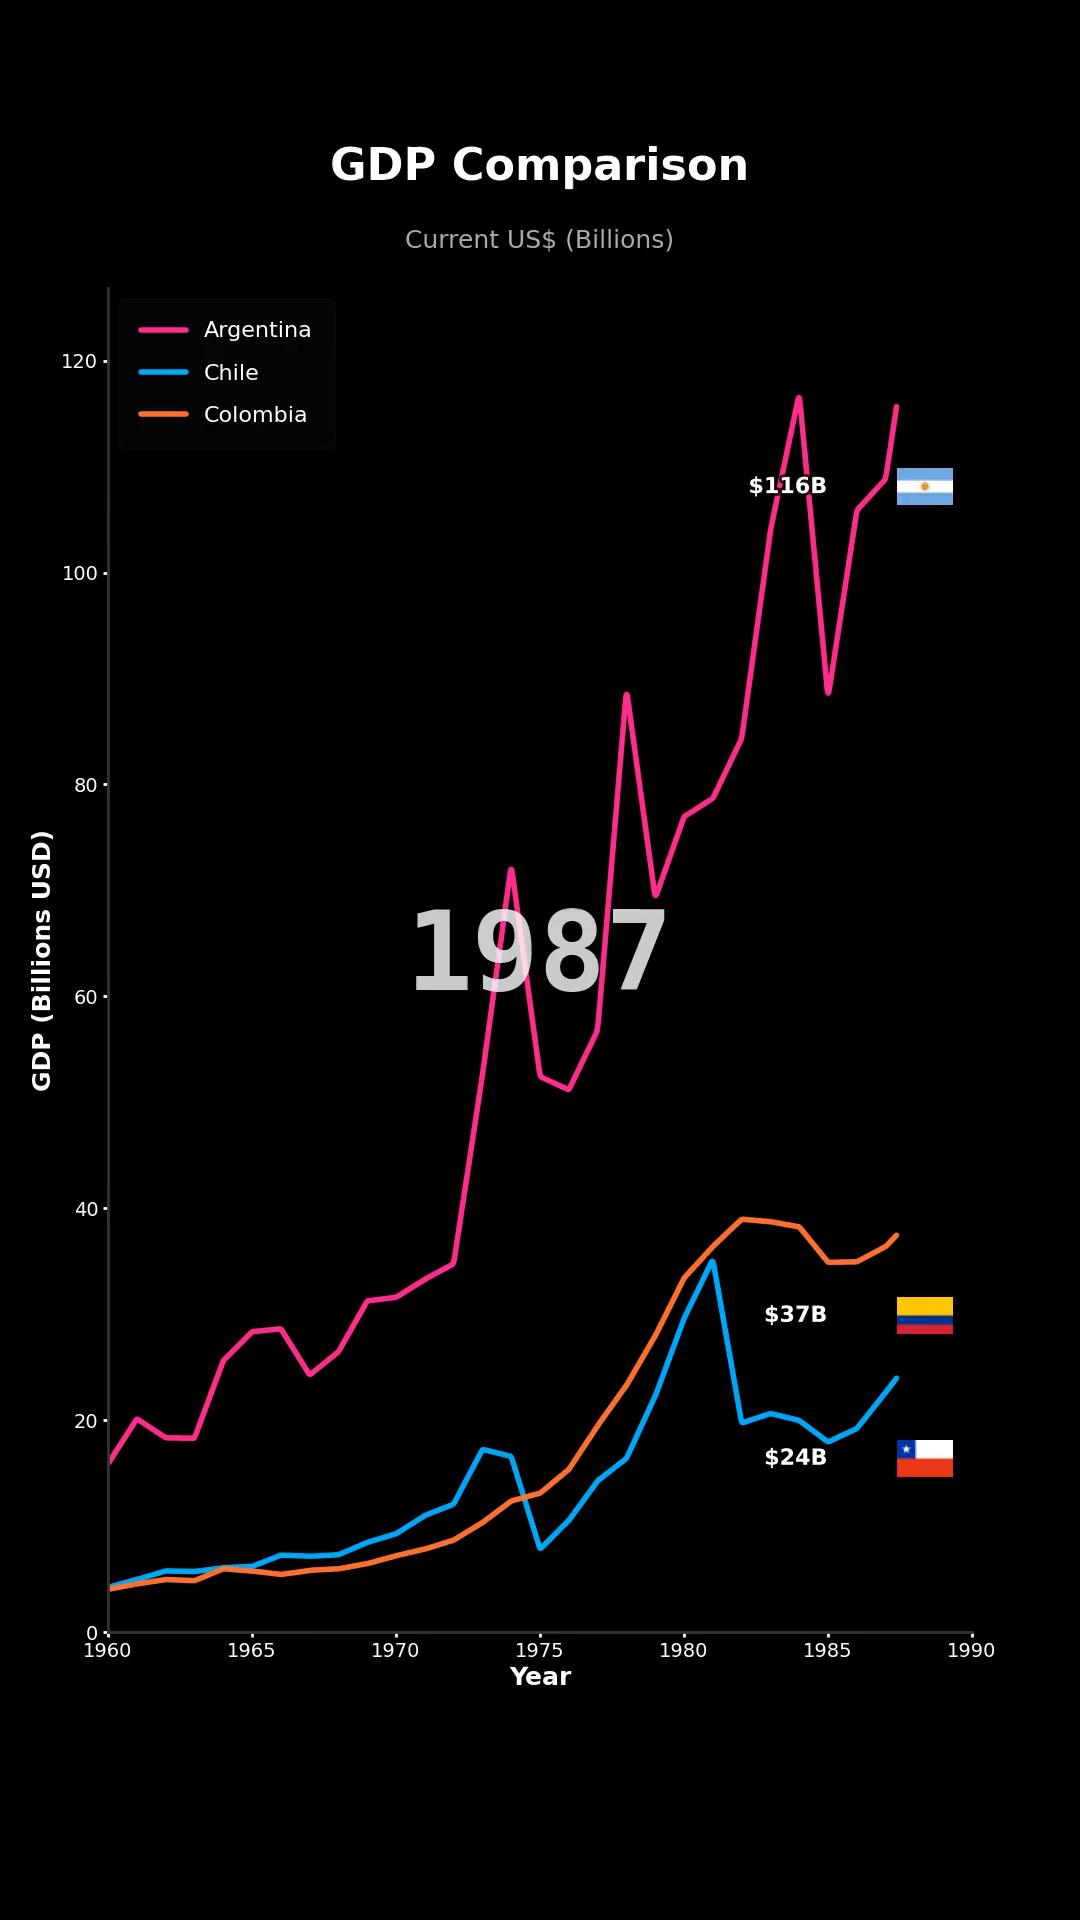 GDP Comparison
Current US$ (Billions)
Argentina
Chile
Colombia
120
100
80
60
40
20
0
GDP (Billions USD)
$116B
1987
$37B
$24B
1960 1965 1970 1975 1980 1985 1990
Year